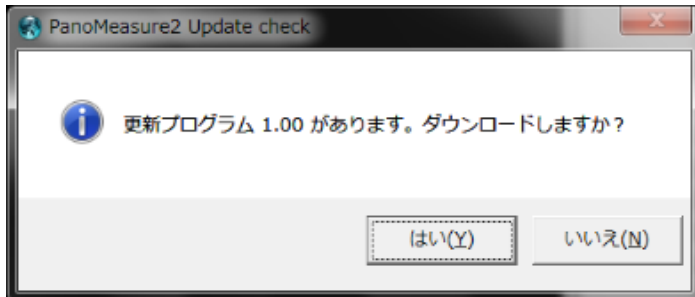 PanoMeasure2 Update check
更新プログラム 1.00 があります。ダウンロードしますか？
はい(Y)
いいえ(N)